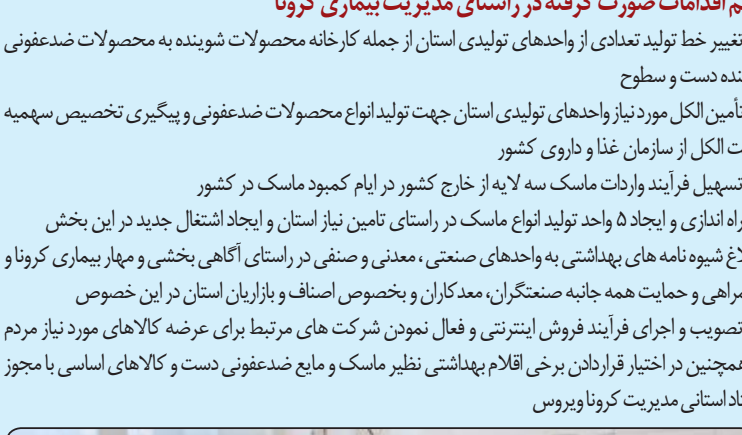 اقدامات صورت گرفته در راستای مدیریت بیماری کرونا
تغییر خط تولید تعدادی از واحدهای تولیدی استان از جمله کارخانه محصولات شوینده به محصولات ضدعفونی
نده دست و سطوح
تأمین الکل مورد نیاز واحدهای تولیدی استان جهت تولید انواع محصولات ضدعفونی و پیگیری تخصیص سهمیه
ت الکل از سازمان غذا و داروی کشور
تسهیل فرآیند واردات ماسک سه لایه از خارج کشور در ایام کمبود ماسک در کشور
راه اندازی و ایجاد ۵ واحد تولید انواع ماسک در راستای تامین نیاز استان و ایجاد اشتغال جدید در این بخش
لاغ شیوه نامه های بهداشتی به واحدهای صنعتی ، معدنی و صنفی در راستای آگاهی بخشی و مهار بیماری کرونا و
مراهی و حمایت همه جانبه صنعتگران، معدکاران و بخصوص اصناف و بازاریان استان در این خصوص
تصویب و اجرای فرآیند فروش اینترنتی و فعال نمودن شرکت های مرتبط برای عرضه کالاهای مورد نیاز مردم
همچنین در اختیار قراردادن برخی اقلام بهداشتی نظیر ماسک و مایع ضدعفونی دست و کالاهای اساسی با مجوز
تاد استانی مدیریت کرونا ویروس